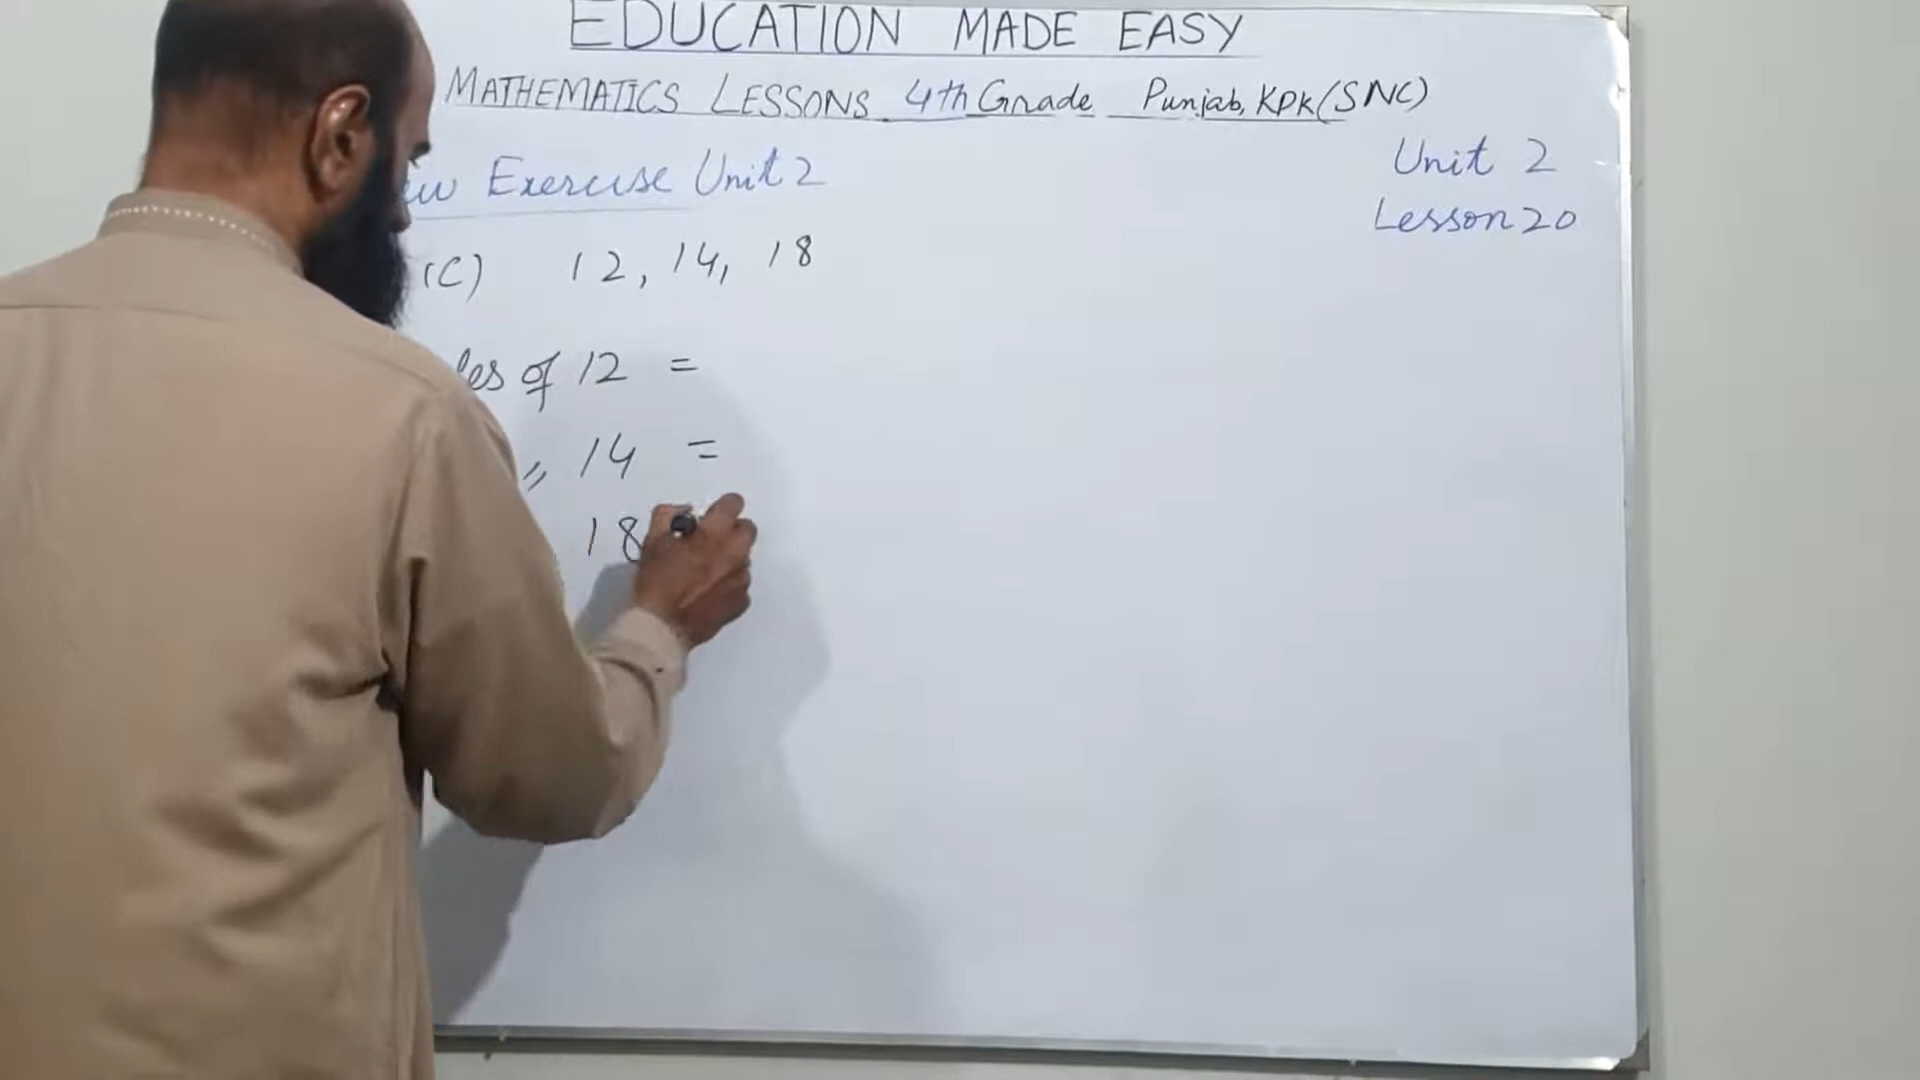 EDUCATION MADE EASY
MATHEMATICS LESSONS 4th Grade Punjab, KPK (SNC)
Exercise Unit 2
Unit 2
Lesson 20
(C) 12, 14, 18
of 12 =
" 14 =
18